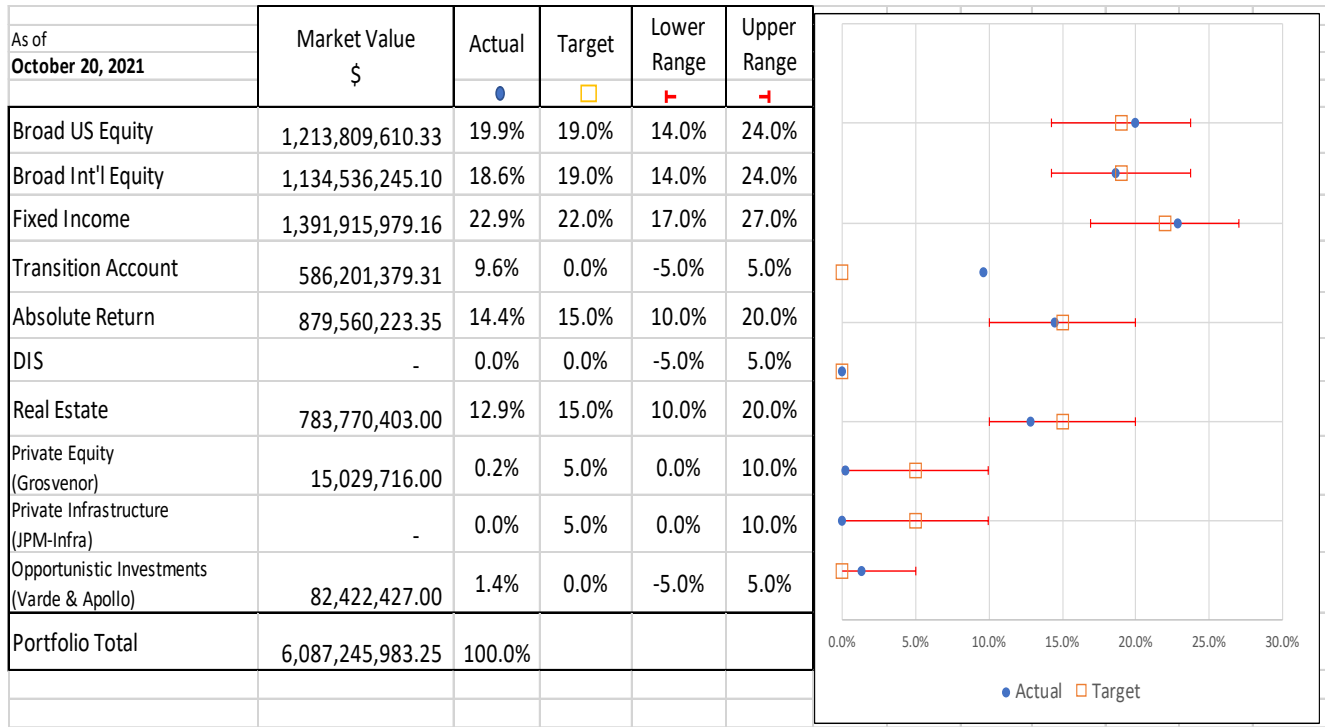 As of
October 20, 2021
Market Value
$
Actual
Target
Lower
Range
Upper
Range
Broad US Equity 1,213,809,610.33 19.9% 19.0% 14.0% 24.0%
Broad Int'l Equity 1,134,536,245.10 18.6% 19.0% 14.0% 24.0%
Fixed Income 1,391,915,979.16 22.9% 22.0% 17.0% 27.0%
Transition Account 586,201,379.31 9.6% 0.0% -5.0% 5.0%
Absolute Return 879,560,223.35 14.4% 15.0% 10.0% 20.0%
DIS - 0.0% 0.0% -5.0% 5.0%
Real Estate 783,770,403.00 12.9% 15.0% 10.0% 20.0%
Private Equity
(Grosvenor) 15,029,716.00 0.2% 5.0% 0.0% 10.0%
Private Infrastructure
(JPM-Infra) - 0.0% 5.0% 0.0% 10.0%
Opportunistic Investments
(Varde & Apollo) 82,422,427.00 1.4% 0.0% -5.0% 5.0%
Portfolio Total 6,087,245,983.25 100.0%
0.0% 5.0% 10.0% 15.0% 20.0% 25.0% 30.0%
Actual Target